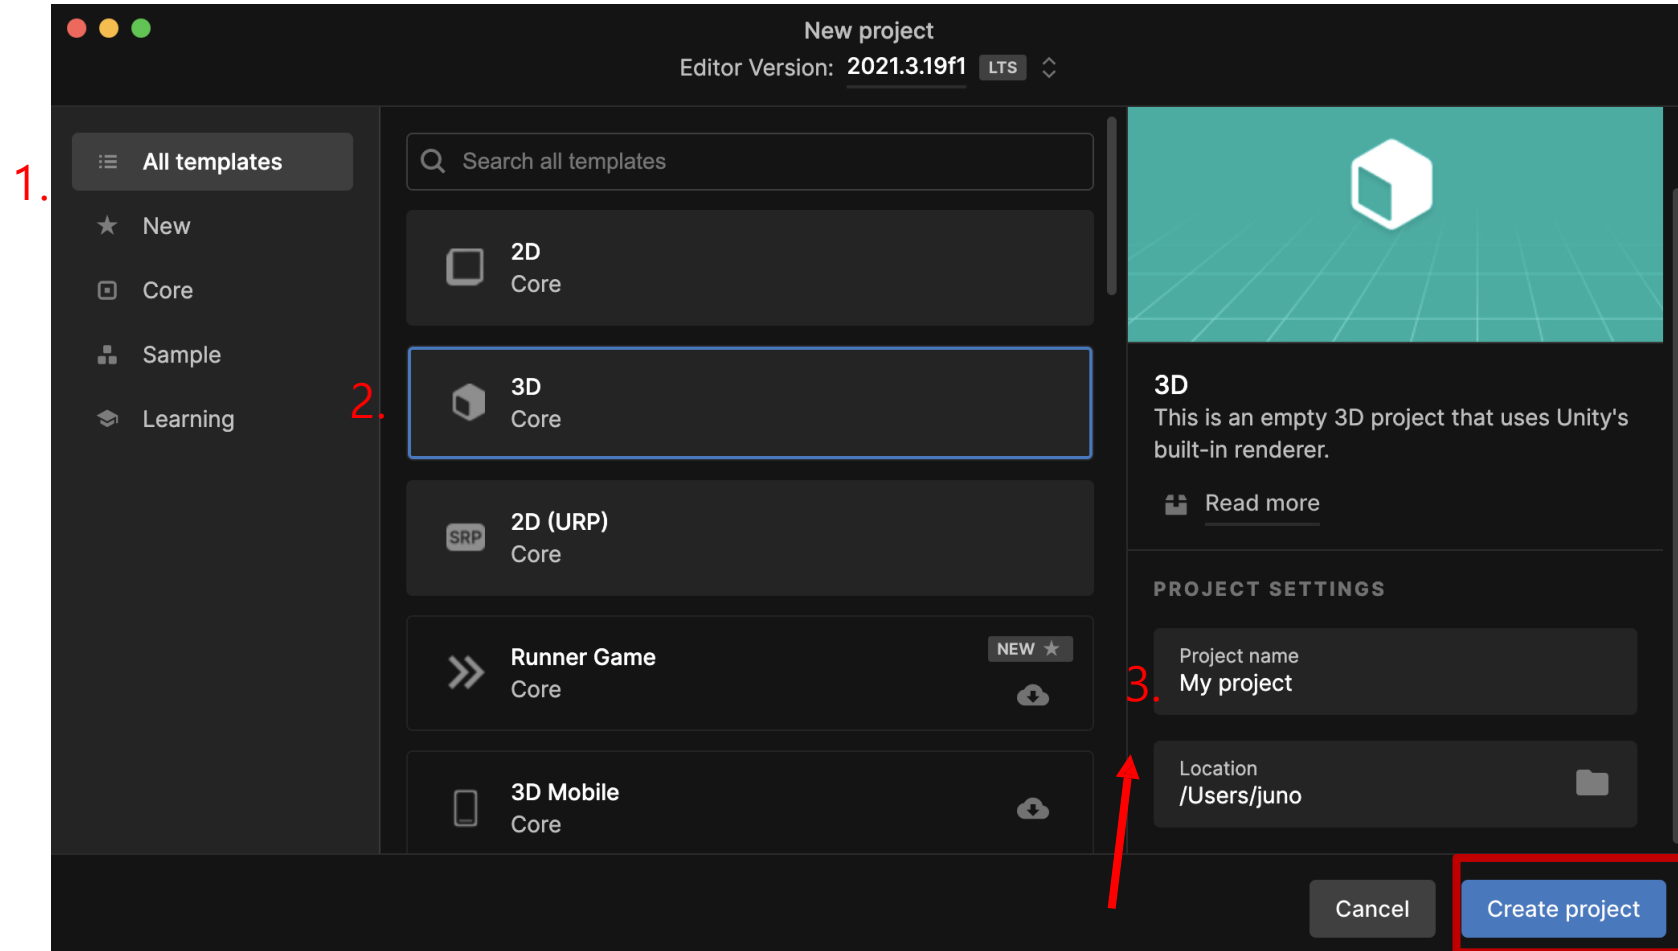 New project
Editor Version: 2021.3.19f1 LTS
1.
All templates
New
Core
Sample
Learning
Search all templates
2D
Core
2.
3D
Core
2D (URP)
Core
SRP
Runner Game
Core
NEW
3D Mobile
Core
3D
This is an empty 3D project that uses Unity's
built-in renderer.
Read more
PROJECT SETTINGS
3.
Project name
My project
Location
/Users/juno
Cancel
Create project